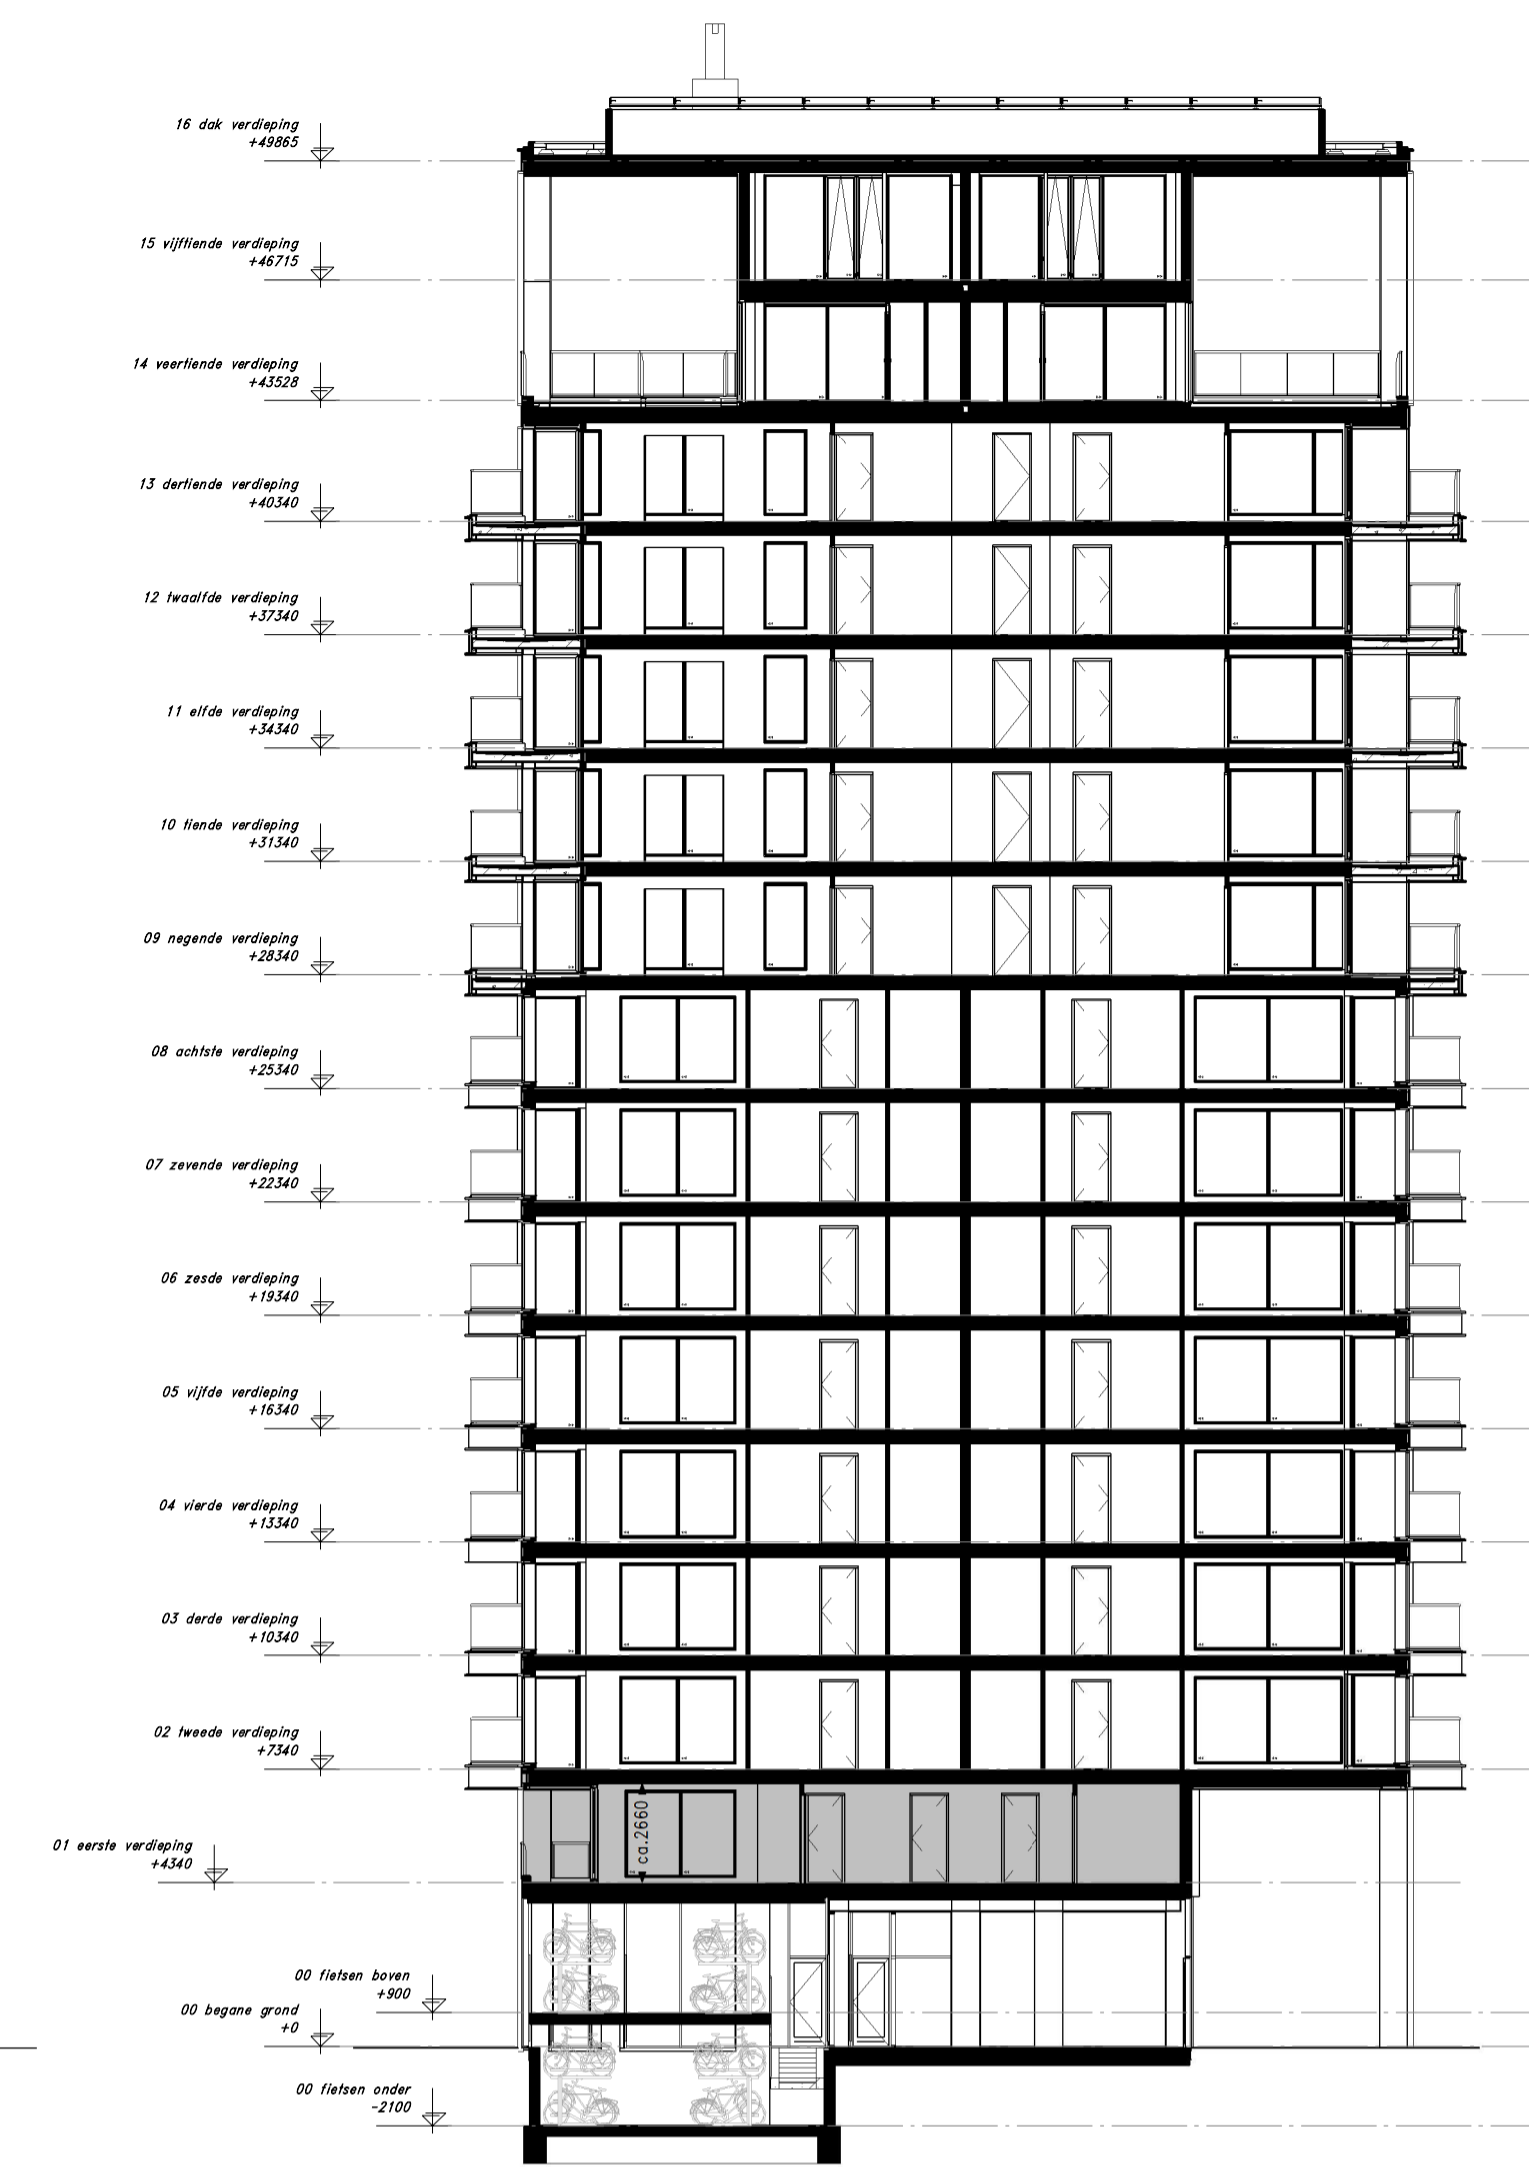 16 dak verdieping
+49865
15 vijftiende verdieping
+46715
14 veertiende verdieping
+43528
13 dertiende verdieping
+40340
12 twaalfde verdieping
+37340
11 elfde verdieping
+34340
10 tiende verdieping
+31340
09 negende verdieping
+28340
08 achtste verdieping
+25340
07 zevende verdieping
+22340
06 zesde verdieping
+19340
05 vijfde verdieping
+16340
04 vierde verdieping
+13340
03 derde verdieping
+10340
02 tweede verdieping
+7340
ca.2660
01 eerste verdieping
+4340
00 fietsen boven
+900
00 begane grond
+0
00 fietsen onder
-2100